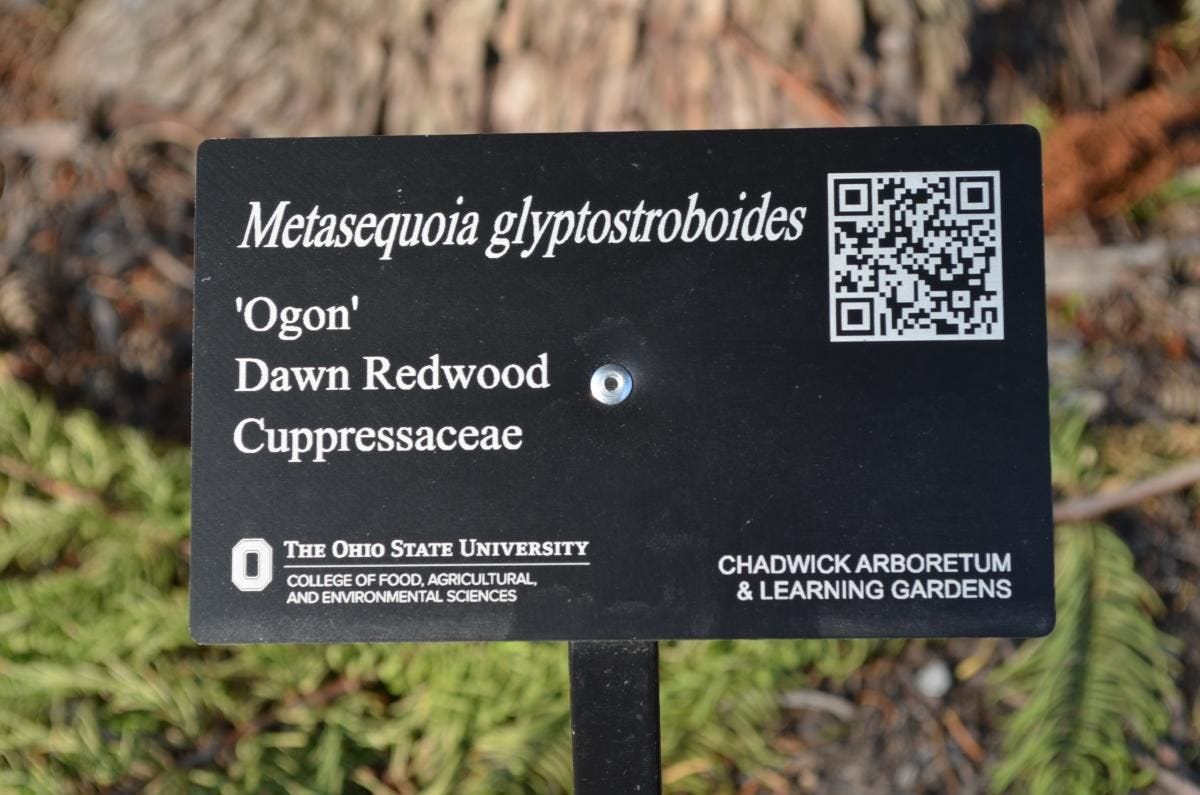 Metasequoia glyptostroboides
'Ogon'
Dawn Redwood
Cuppressaceae
THE OHIO STATE UNIVERSITY
COLLEGE OF FOOD, AGRICULTURAL,
AND ENVIRONMENTAL SCIENCES
CHADWICK ARBORETUM
& LEARNING GARDENS